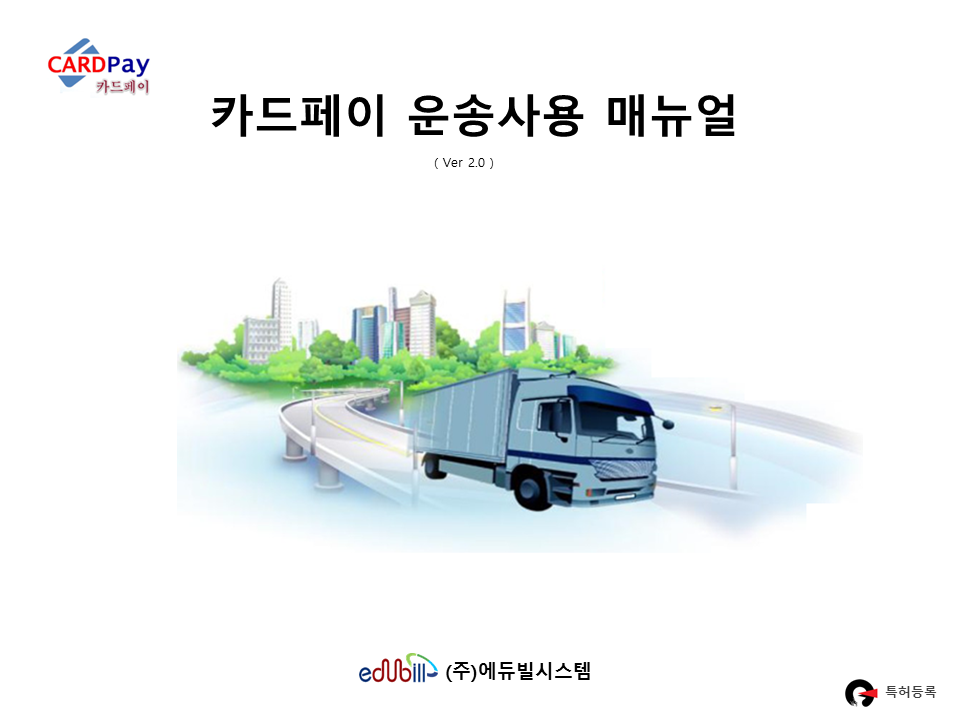 CARDPay
카드페이
카드페이 운송사용 매뉴얼
( Ver 2.0 )
edUbill (주)에듀빌시스템
특허등록